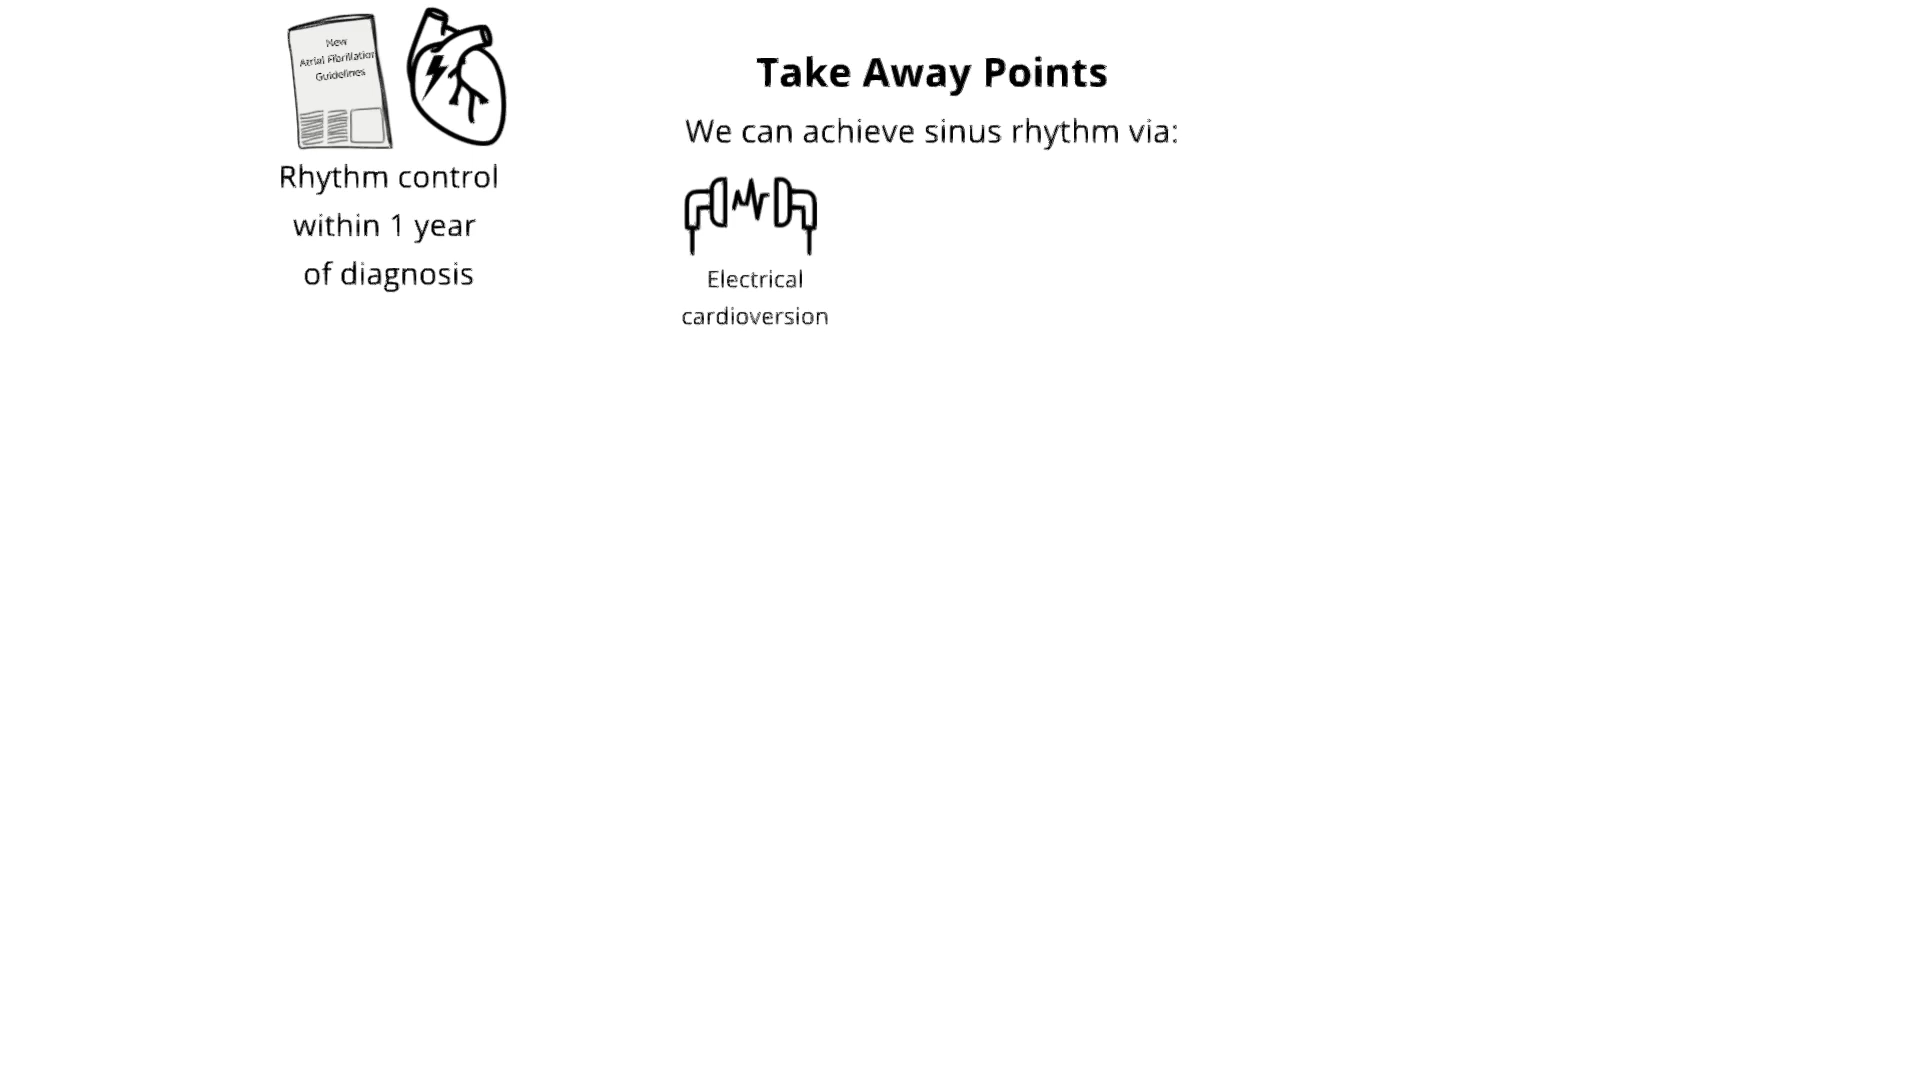 New
Atrial Fibrillation
Guidelines
Rhythm control
within 1 year
of diagnosis
Take Away Points
We can achieve sinus rhythm via:
Electrical
cardioversion